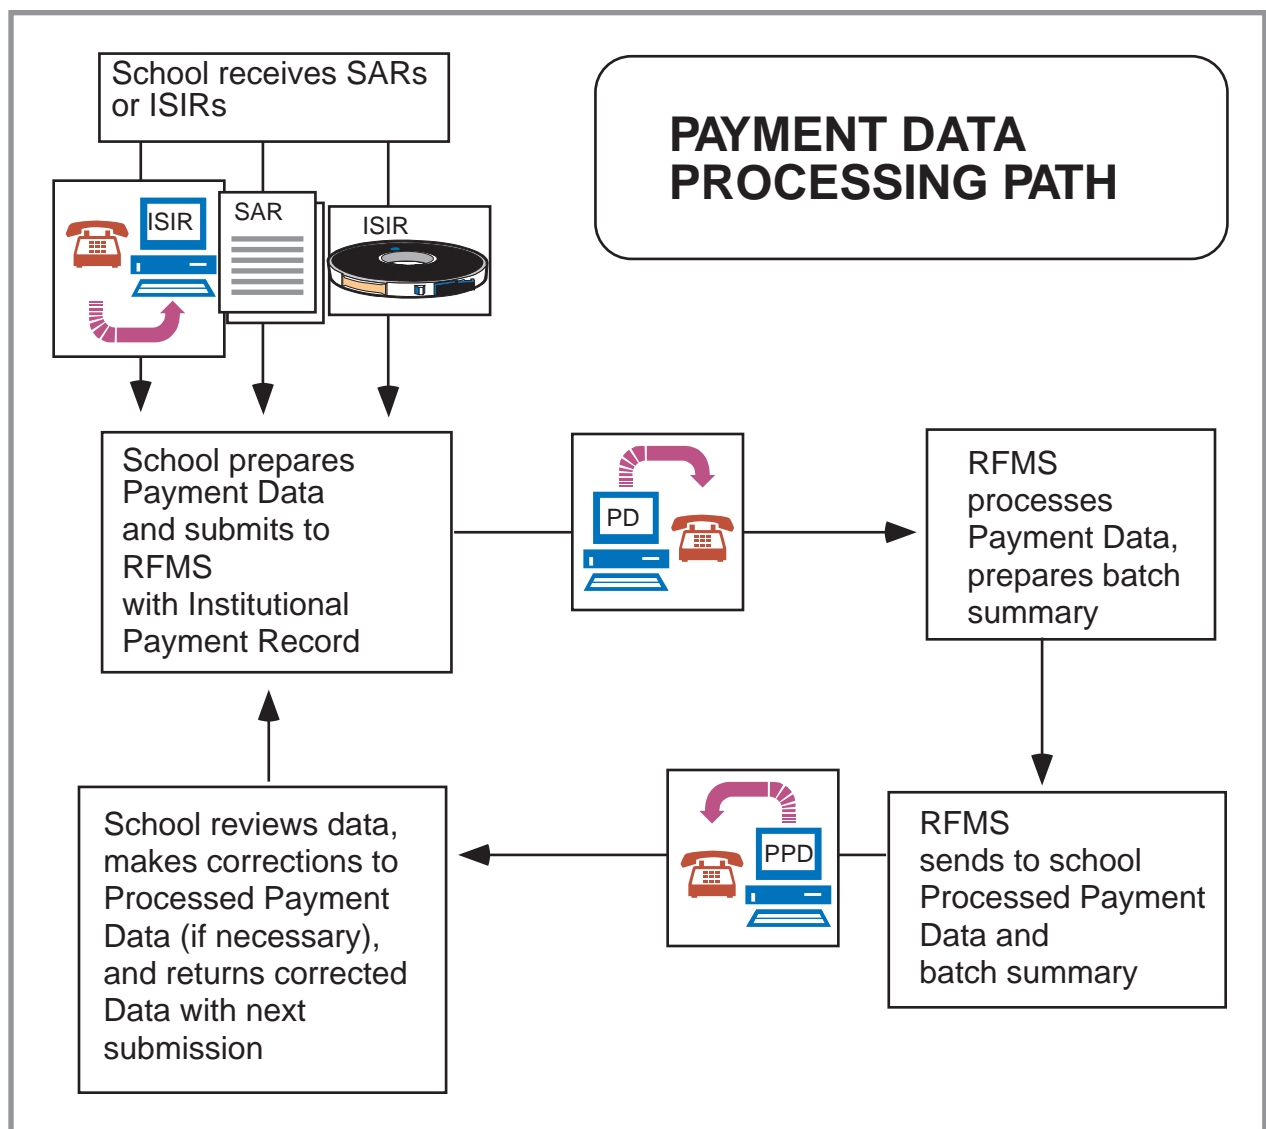 School receives SARs
or ISIRs
PAYMENT DATA
PROCESSING PATH
ISIR
SAR
ISIR
School prepares
Payment Data
and submits to
RFMS
with Institutional
Payment Record
PD
RFMS
processes
Payment Data,
prepares batch
summary
School reviews data,
makes corrections to
Processed Payment
Data (if necessary),
and returns corrected
Data with next
submission
PPD
RFMS
sends to school
Processed Payment
Data and
batch summary